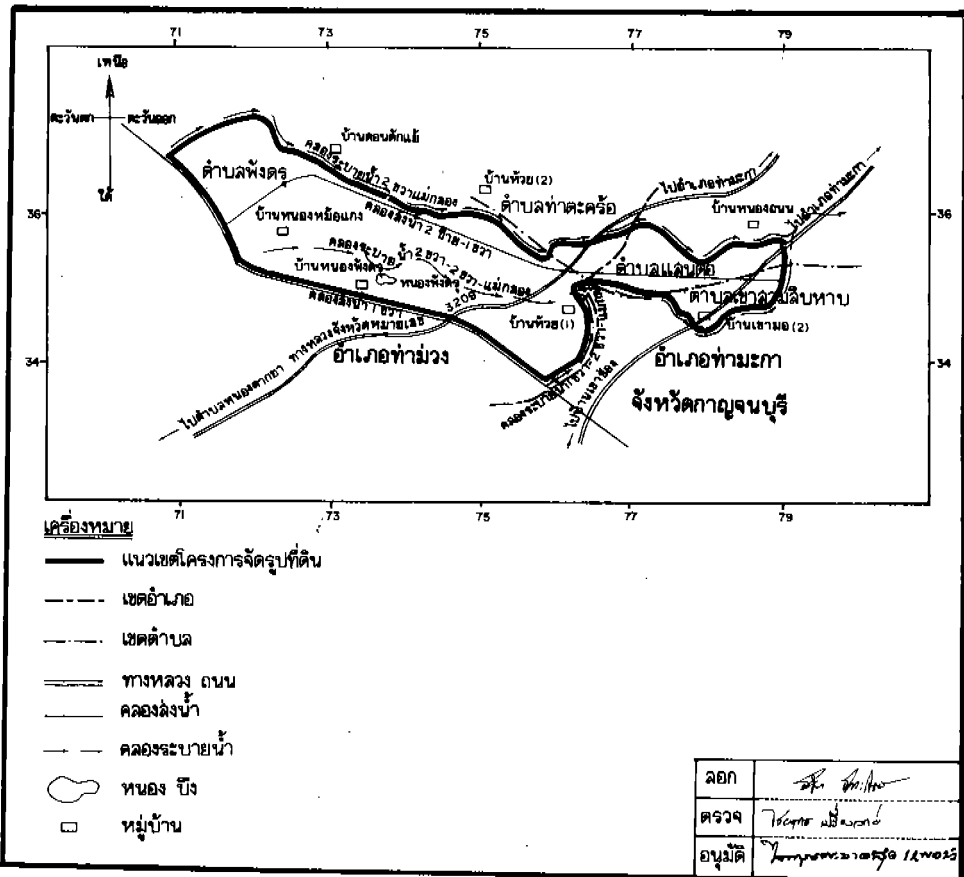 71 73 75 77 79
เหนือ
ตะวันตก ตะวันออก
ใต้
36 36
34 34
บ้านดอนตักแย้
คลองระบายน้ำ 2 ขวาแม่กลอง
ตำบลพังตรุ
บ้านห้วย (2)
ตำบลท่าตะคร้อ
ไปอำเภอท่ามะกา
บ้านหนองถนน
ไปอำเภอท่ามะกา
บ้านหนองหม้อแกง
คลองส่งน้ำ 2 ซ้าย-1 ขวา
คลองระบายน้ำ 2 ขวา-2 ขวา-แม่กลอง
บ้านหนองพังตรุ
หนองพังตรุ
ตำบลแสนตอ
ตำบลเขาสามสิบหาบ
คลองส่งน้ำ 1 ขวา
3209
บ้านห้วย (1)
บ้านเขามอ (2)
ทางหลวงจังหวัดหมายเลข
อำเภอท่าม่วง
อำเภอท่ามะกา
จังหวัดกาญจนบุรี
ไปตำบลหนองตากยา
71 73 75 77 79
เครื่องหมาย
แนวเขตโครงการจัดรูปที่ดิน
เขตอำเภอ
เขตตำบล
ทางหลวง ถนน
คลองส่งน้ำ
คลองระบายน้ำ
หนอง บึง
หมู่บ้าน
ลอก
ตรวจ
อนุมัติ